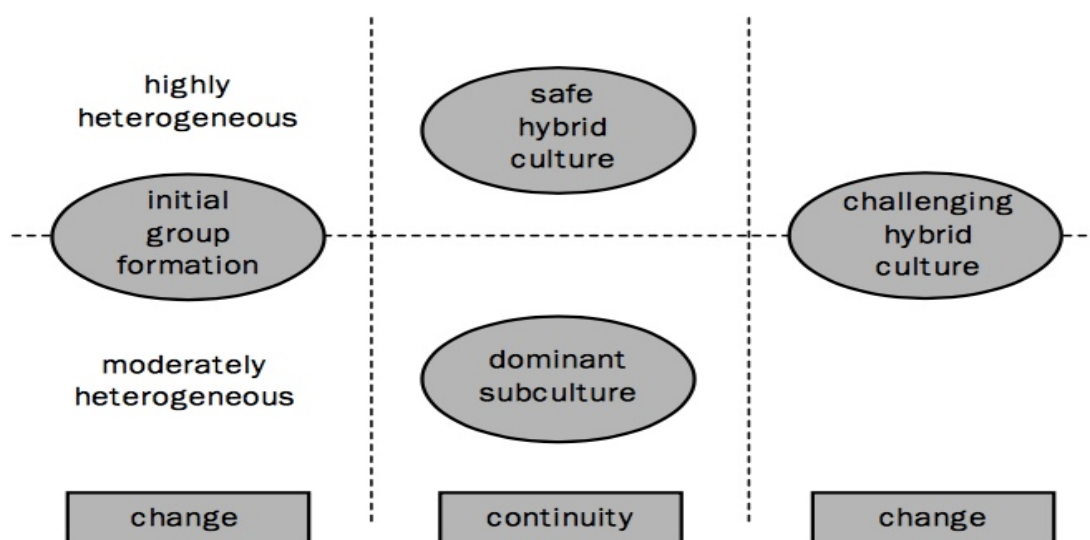 highly
heterogeneous
safe
hybrid
culture
initial
group
formation
challenging
hybrid
culture
moderately
heterogeneous
dominant
subculture
change
continuity
change